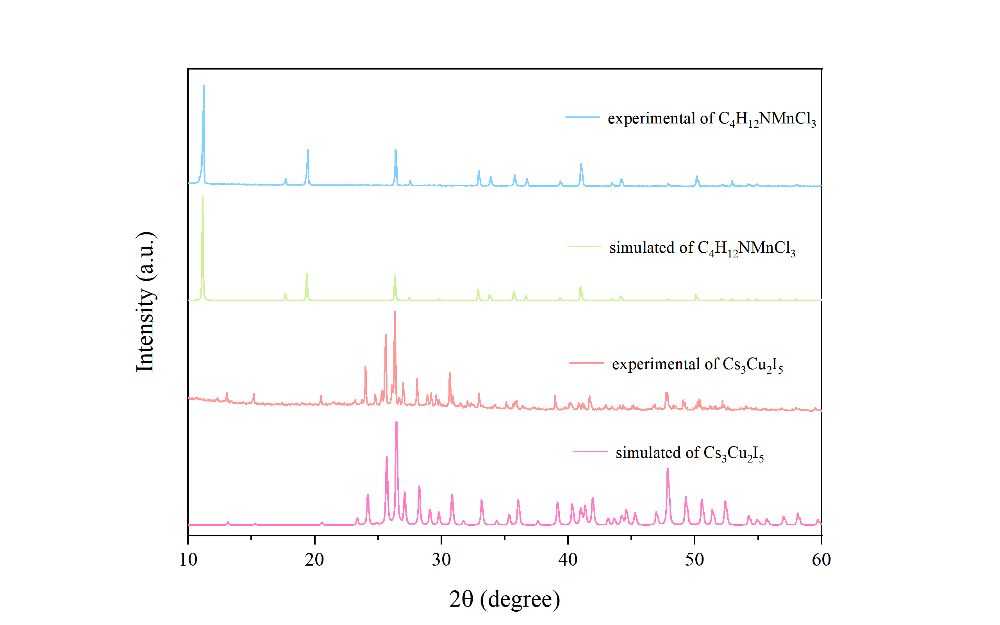 experimental of C₄H₁₂NMnCl₃
simulated of C₄H₁₂NMnCl₃
experimental of Cs₃Cu₂I₅
simulated of Cs₃Cu₂I₅
Intensity (a.u.)
10 20 30 40 50 60
2θ (degree)